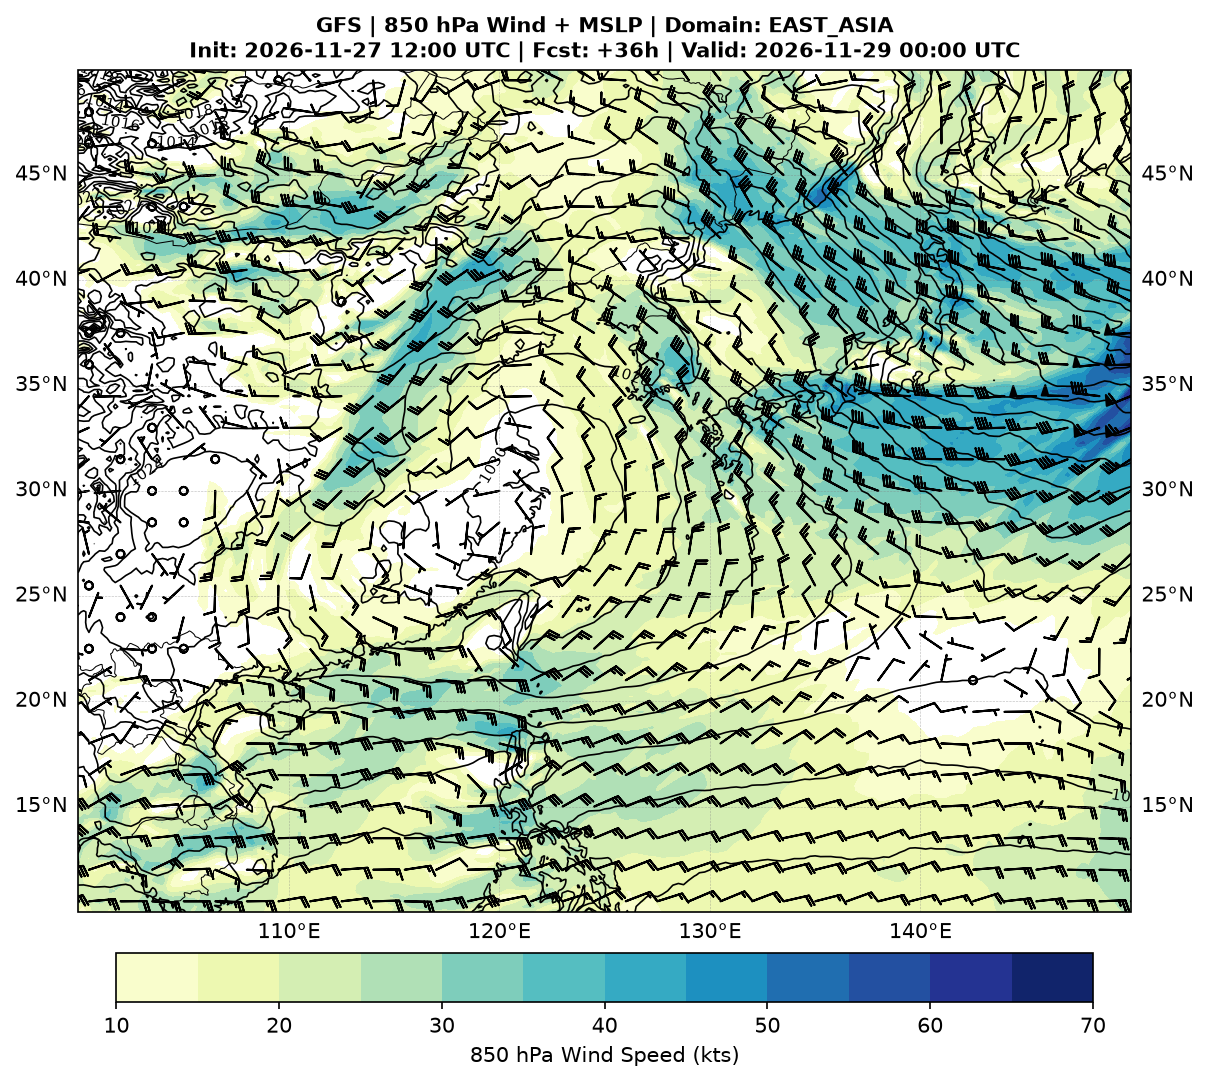 GFS | 850 hPa Wind + MSLP | Domain: EAST_ASIA
Init: 2026-11-27 12:00 UTC | Fcst: +36h | Valid: 2026-11-29 00:00 UTC
45°N 45°N
40°N 40°N
35°N 35°N
30°N 30°N
25°N 25°N
20°N 20°N
15°N 15°N
110°E 120°E 130°E 140°E
10 20 30 40 50 60 70
850 hPa Wind Speed (kts)